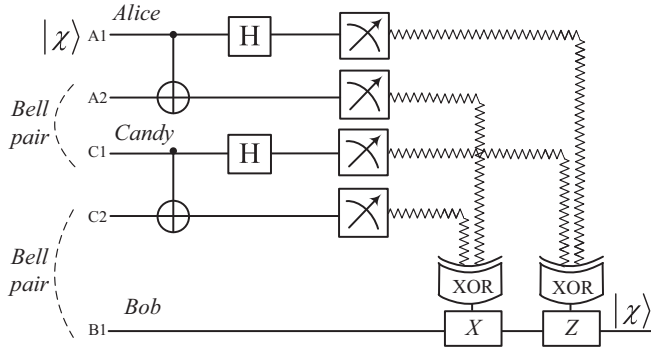 Alice
|χ⟩ A1 H
Bell
pair
A2
Candy
C1 H
C2
Bell
pair
XOR XOR
Bob
|χ⟩
B1 X Z